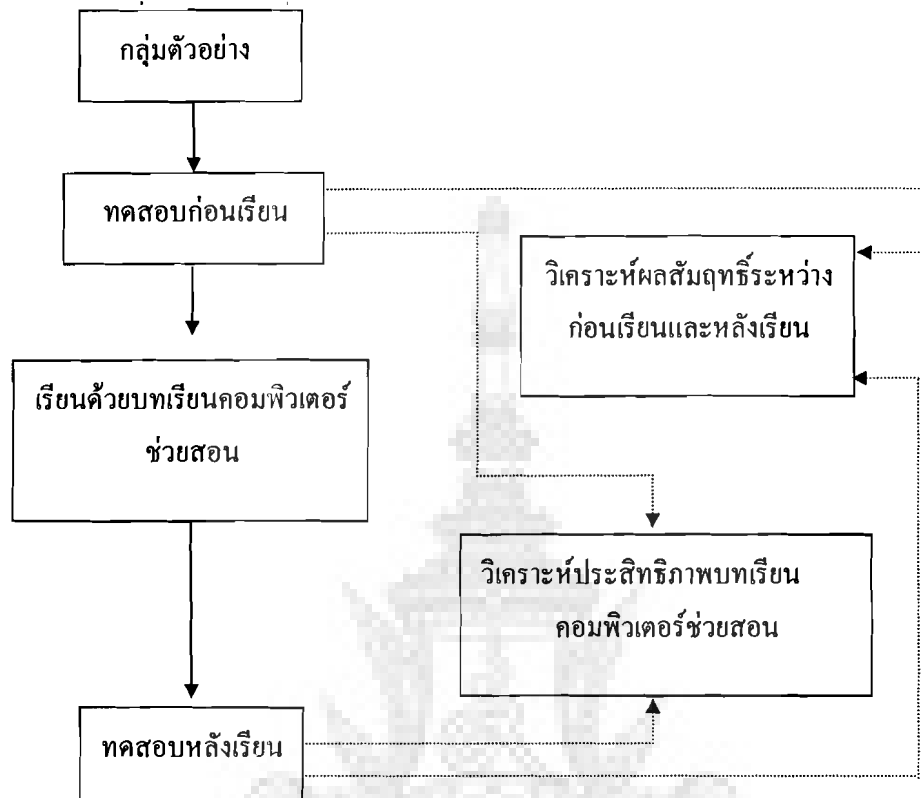 กลุ่มตัวอย่าง
ทดสอบก่อนเรียน
วิเคราะห์ผลสัมฤทธิ์ระหว่าง
ก่อนเรียนและหลังเรียน
เรียนด้วยบทเรียนคอมพิวเตอร์
ช่วยสอน
วิเคราะห์ประสิทธิภาพบทเรียน
คอมพิวเตอร์ช่วยสอน
ทดสอบหลังเรียน